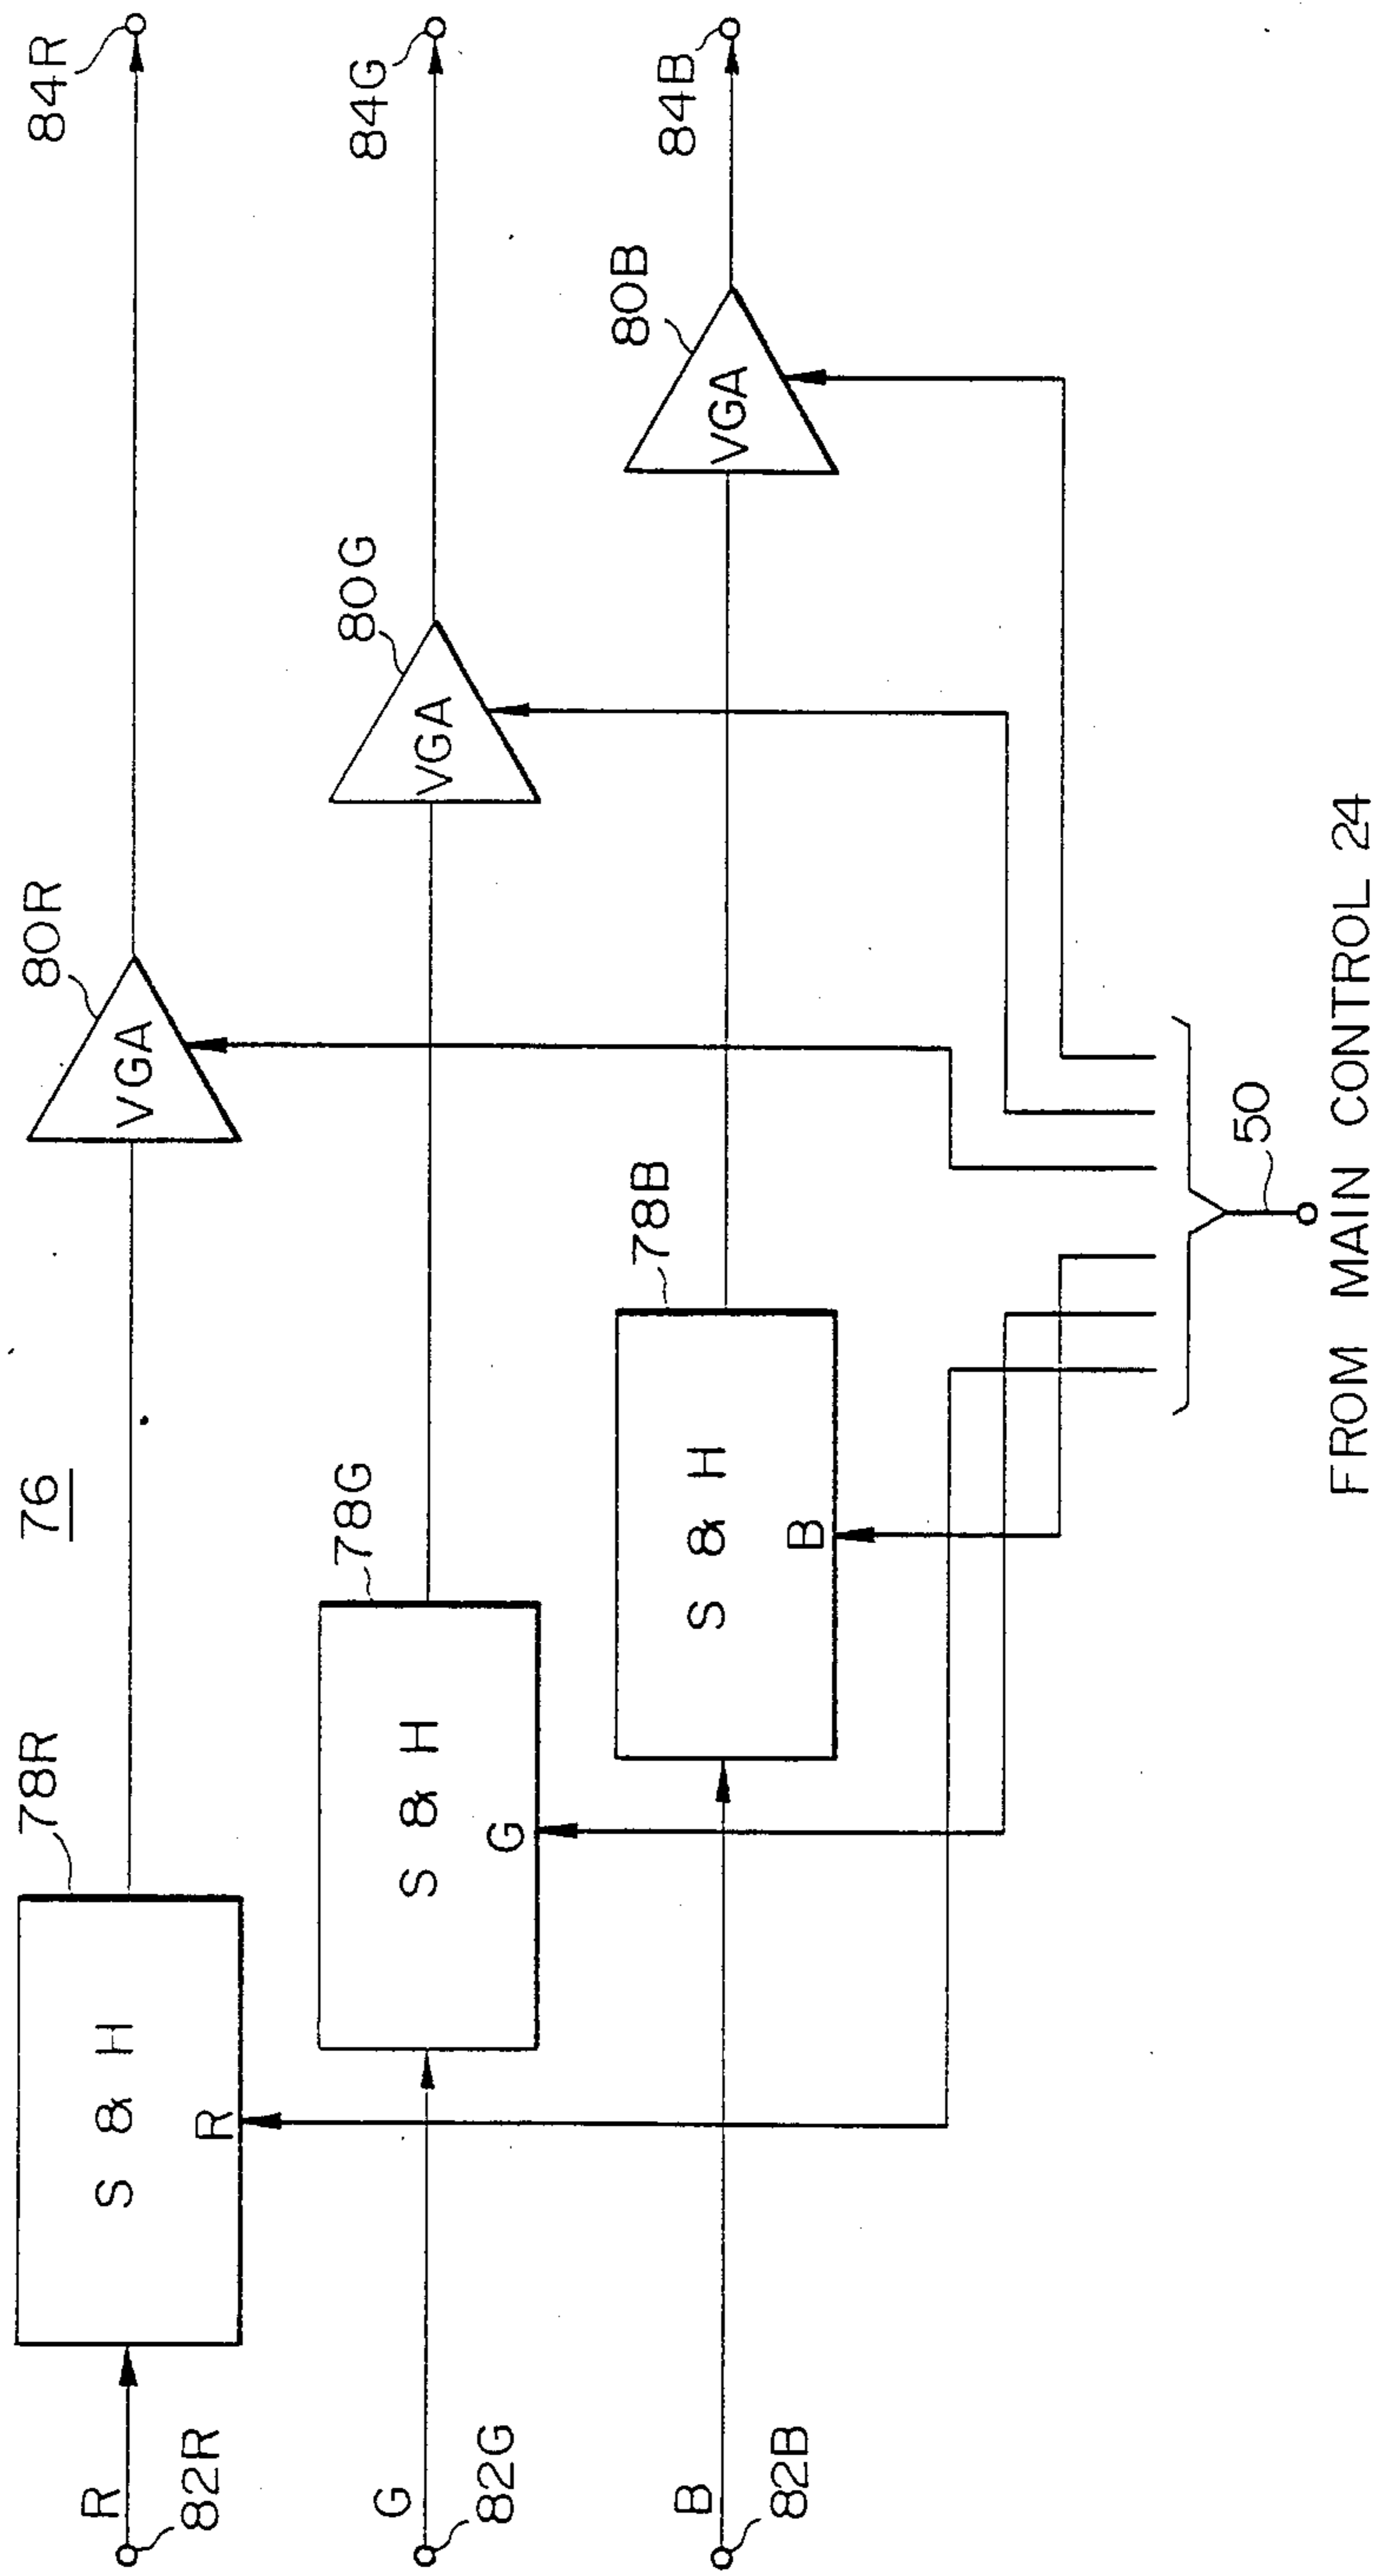 76
R
82R
78R
S & H
R
80R
VGA
84R
G
82G
78G
S & H
G
80G
VGA
84G
B
82B
78B
S & H
B
80B
VGA
84B
50
FROM MAIN CONTROL 24